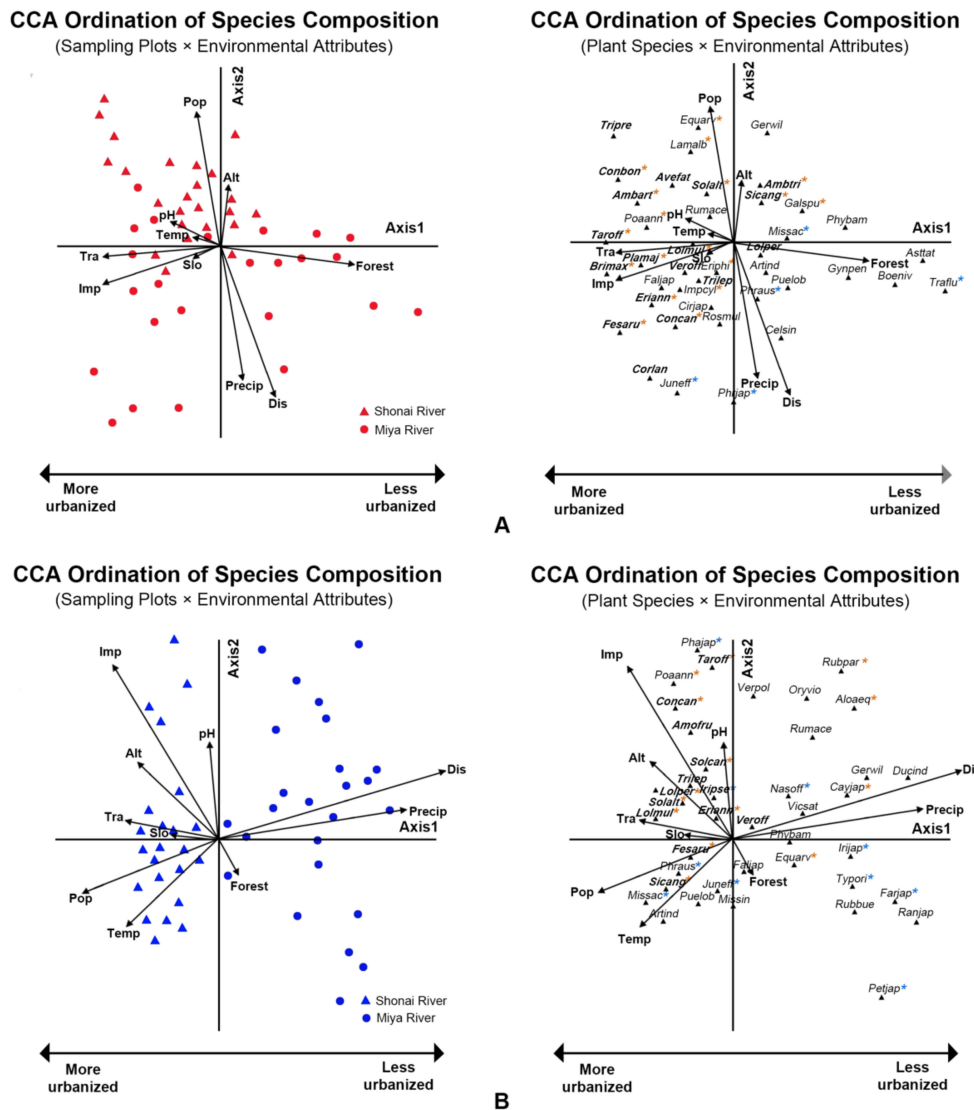 CCA Ordination of Species Composition
(Sampling Plots × Environmental Attributes)
Axis2
Pop
Alt
pH
Temp
Axis1
Tra
Slo
Forest
Imp
Precip
Dis
Shonai River
Miya River
More urbanized
Less urbanized
CCA Ordination of Species Composition
(Plant Species × Environmental Attributes)
Axis2
Pop
Equarv*
Gerwil
Tripre
Lamalb*
Conbon*
Avefat
Alt
Solalt*
Ambtri*
Ambart*
Sicang*
Galspu*
Poaann*
pH
Rumace
Phybam
Taroff*
Temp
Missac*
Axis1
Tra
Lolmul*
Lolper
Slo
Plamaj*
Forest
Asttat
Brimax*
Veroff
Eriphi*
Artind
Gynpen
Boeniv
Imp
Faljap
Trilep
Puelob
Traflu*
Impcyl*
Phraus*
Eriann*
Cirjap
Fesaru*
Concan*
Rosmul
Celsin
Corlan
Juneff*
Precip
Phrjap*
Dis
More urbanized
Less urbanized
A
CCA Ordination of Species Composition
(Sampling Plots × Environmental Attributes)
Axis2
Imp
pH
Alt
Dis
Precip
Tra
Slo
Axis1
Forest
Pop
Temp
Shonai River
Miya River
More urbanized
Less urbanized
CCA Ordination of Species Composition
(Plant Species × Environmental Attributes)
Axis2
Phajap*
Imp
Taroff*
Rubpar*
Poaann*
Verpol
Oryvio
Aloaeq*
Concan*
Amofru
pH
Rumace
Alt
Solcan*
Trilep
Gerwil
Ducind
Di
Lolper*
Iripse*
Nasoff*
Cayjap*
Solalt*
Eriann*
Vicsat
Precip
Lolmul*
Tra
Veroff
Slo
Axis1
Phybam
Fesaru*
Irijap*
Phraus*
Faljap
Equarv*
Sicang*
Juneff*
Forest
Typori*
Pop
Missac*
Puelob
Missin
Rubbue
Farjap*
Artind
Ranjap
Temp
Petjap*
More urbanized
Less urbanized
B